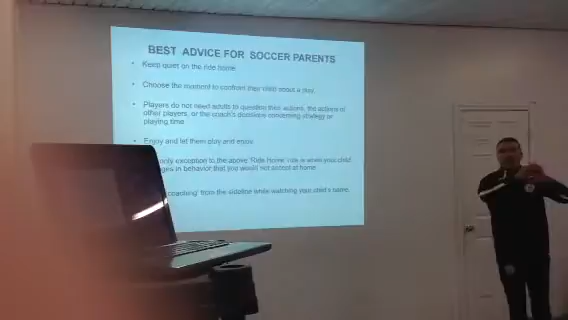 BEST ADVICE FOR SOCCER PARENTS
• Keep quiet on the ride home.
• Choose the moment to confront their child about a play.
• Players do not need adults to question their actions, the actions of
other players, or the coach's decisions concerning strategy or
playing time.
• Enjoy and let them play and enjoy.
only exception to the above 'Ride Home' rule is when your child
in behavior that you would not accept at home.
coaching' from the sideline while watching your child's game.